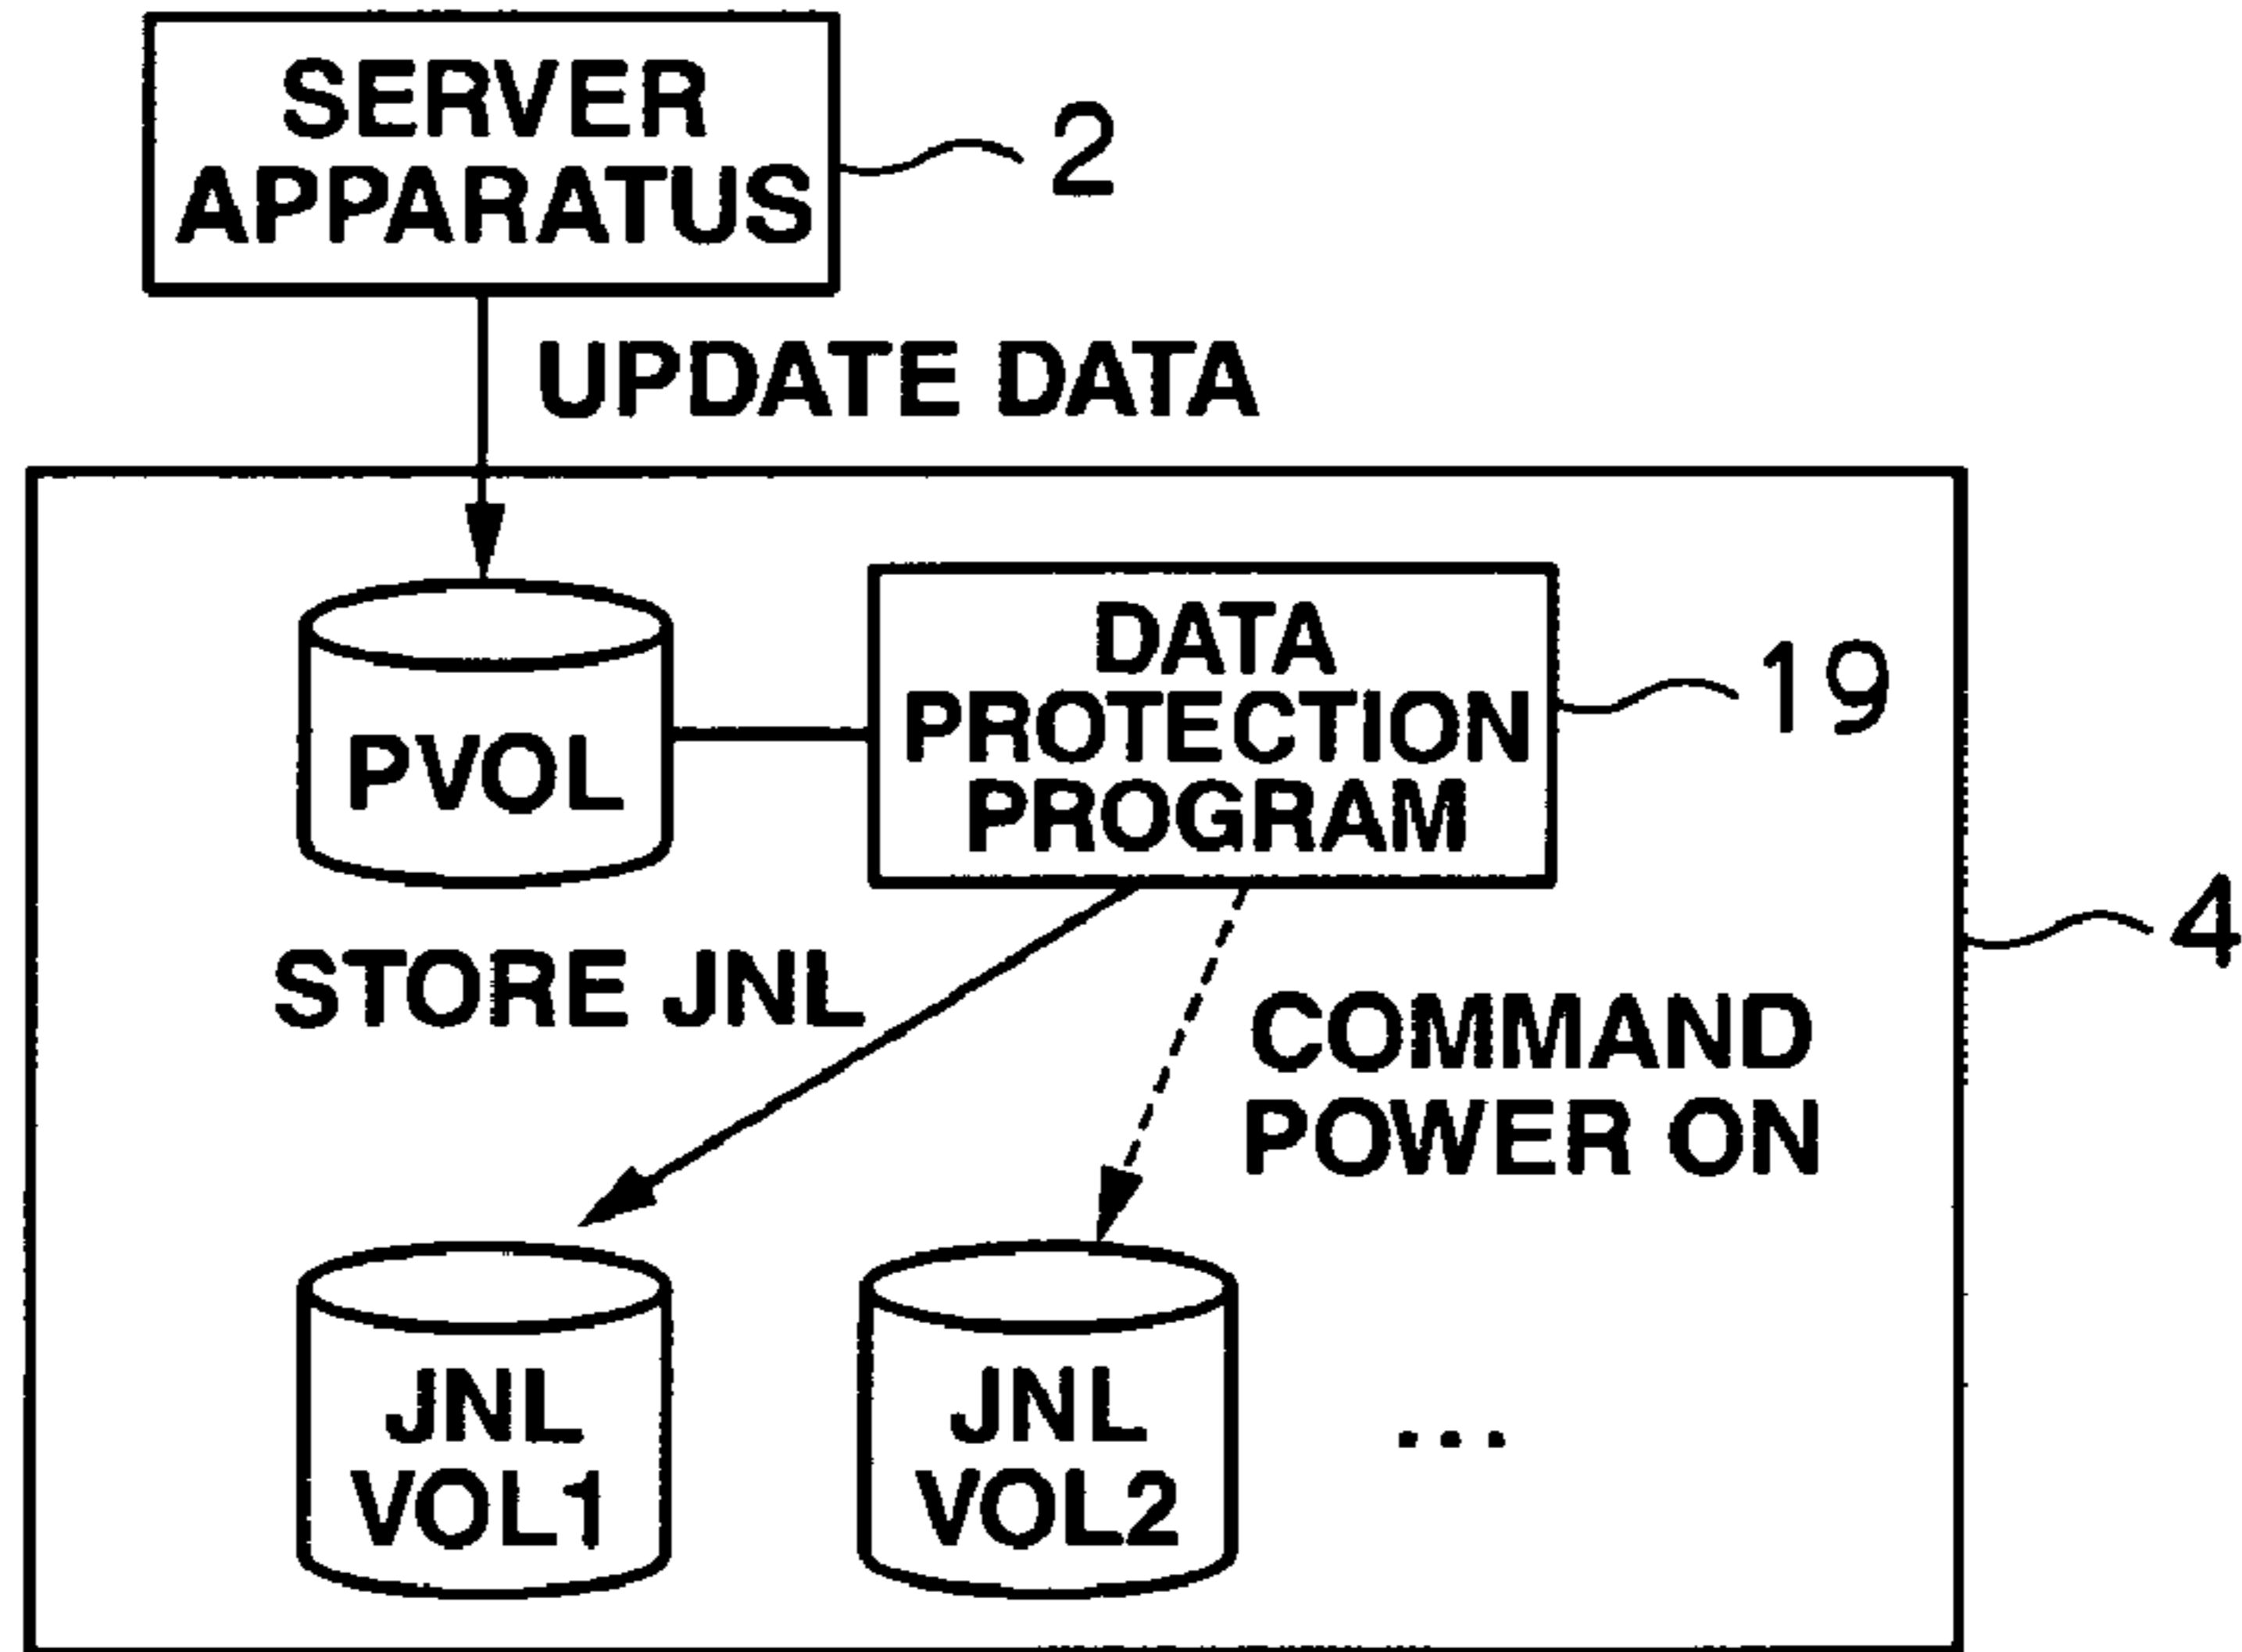 SERVER
APPARATUS
2
UPDATE DATA
DATA
PROTECTION
PROGRAM
19
PVOL
4
STORE JNL
COMMAND
POWER ON
JNL
VOL1
JNL
VOL2
...